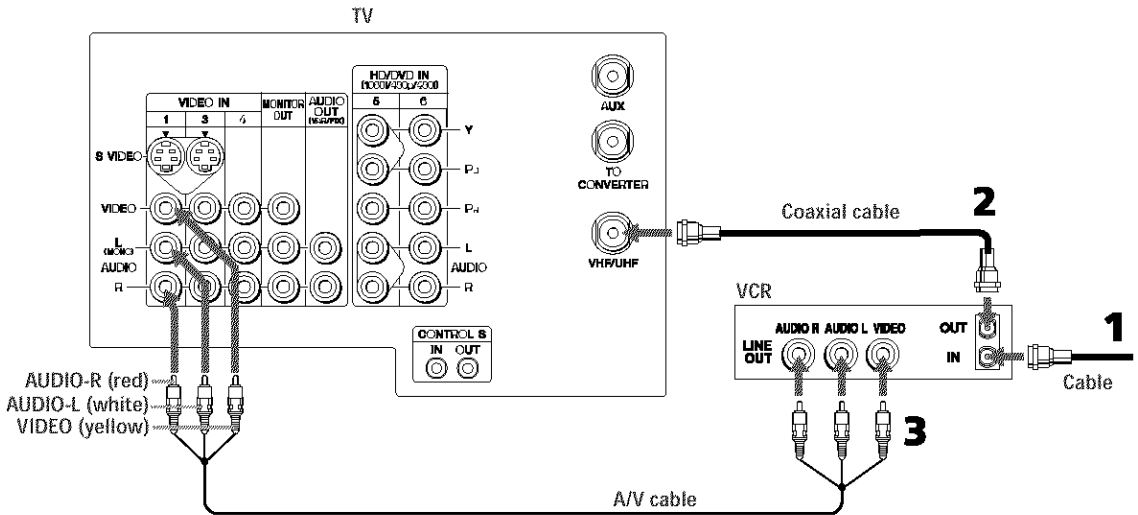 TV
HD/DVD IN
VIDEO IN
MONITOR OUT
AUDIO OUT
1 3 4
5 6
S VIDEO
VIDEO
L
(MONO)
AUDIO
R
Y
L
AUDIO
R
AUX
TO
CONVERTER
VHF/UHF
CONTROL S
IN OUT
Coaxial cable
2
VCR
AUDIO R AUDIO L VIDEO
LINE
OUT
OUT
IN
1
Cable
AUDIO-R (red)
AUDIO-L (white)
VIDEO (yellow)
3
A/V cable